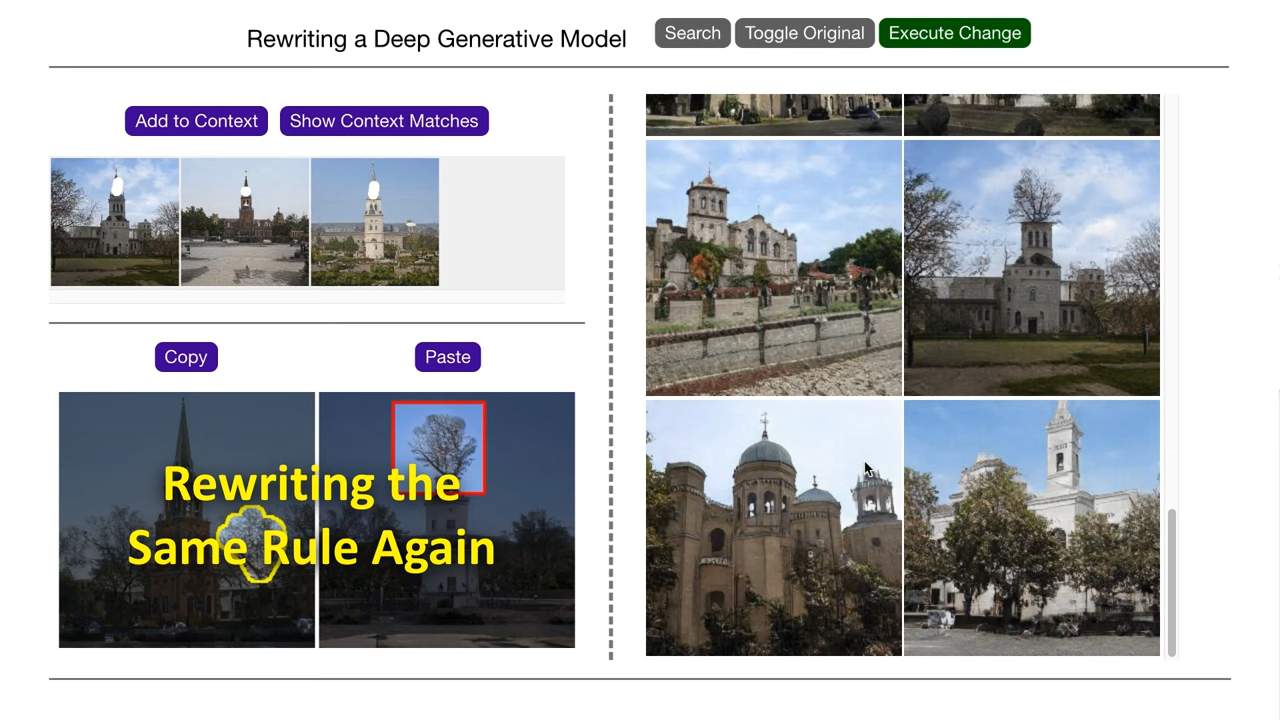 Rewriting a Deep Generative Model
Search
Toggle Original
Execute Change
Add to Context
Show Context Matches
Copy
Paste
Rewriting the
Same Rule Again